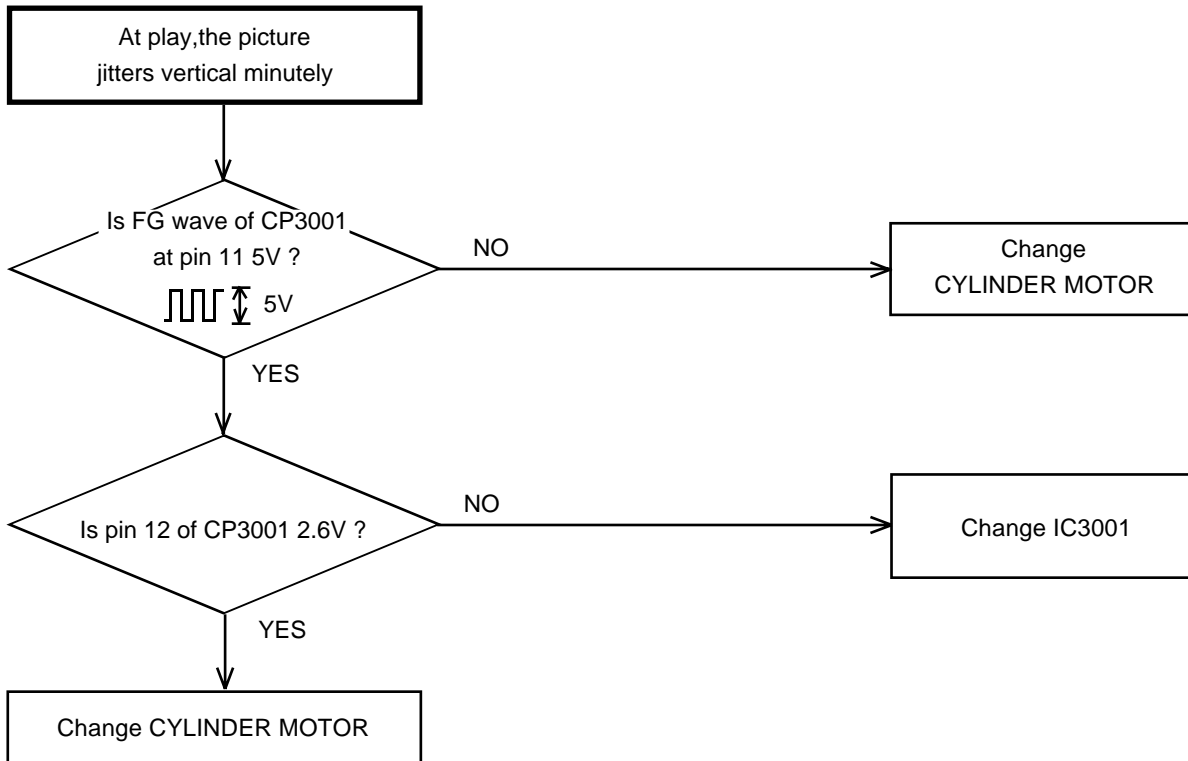 At play,the picture
jitters vertical minutely
Is FG wave of CP3001
at pin 11 5V ?
5V
NO
Change
CYLINDER MOTOR
YES
Is pin 12 of CP3001 2.6V ?
NO
Change IC3001
YES
Change CYLINDER MOTOR